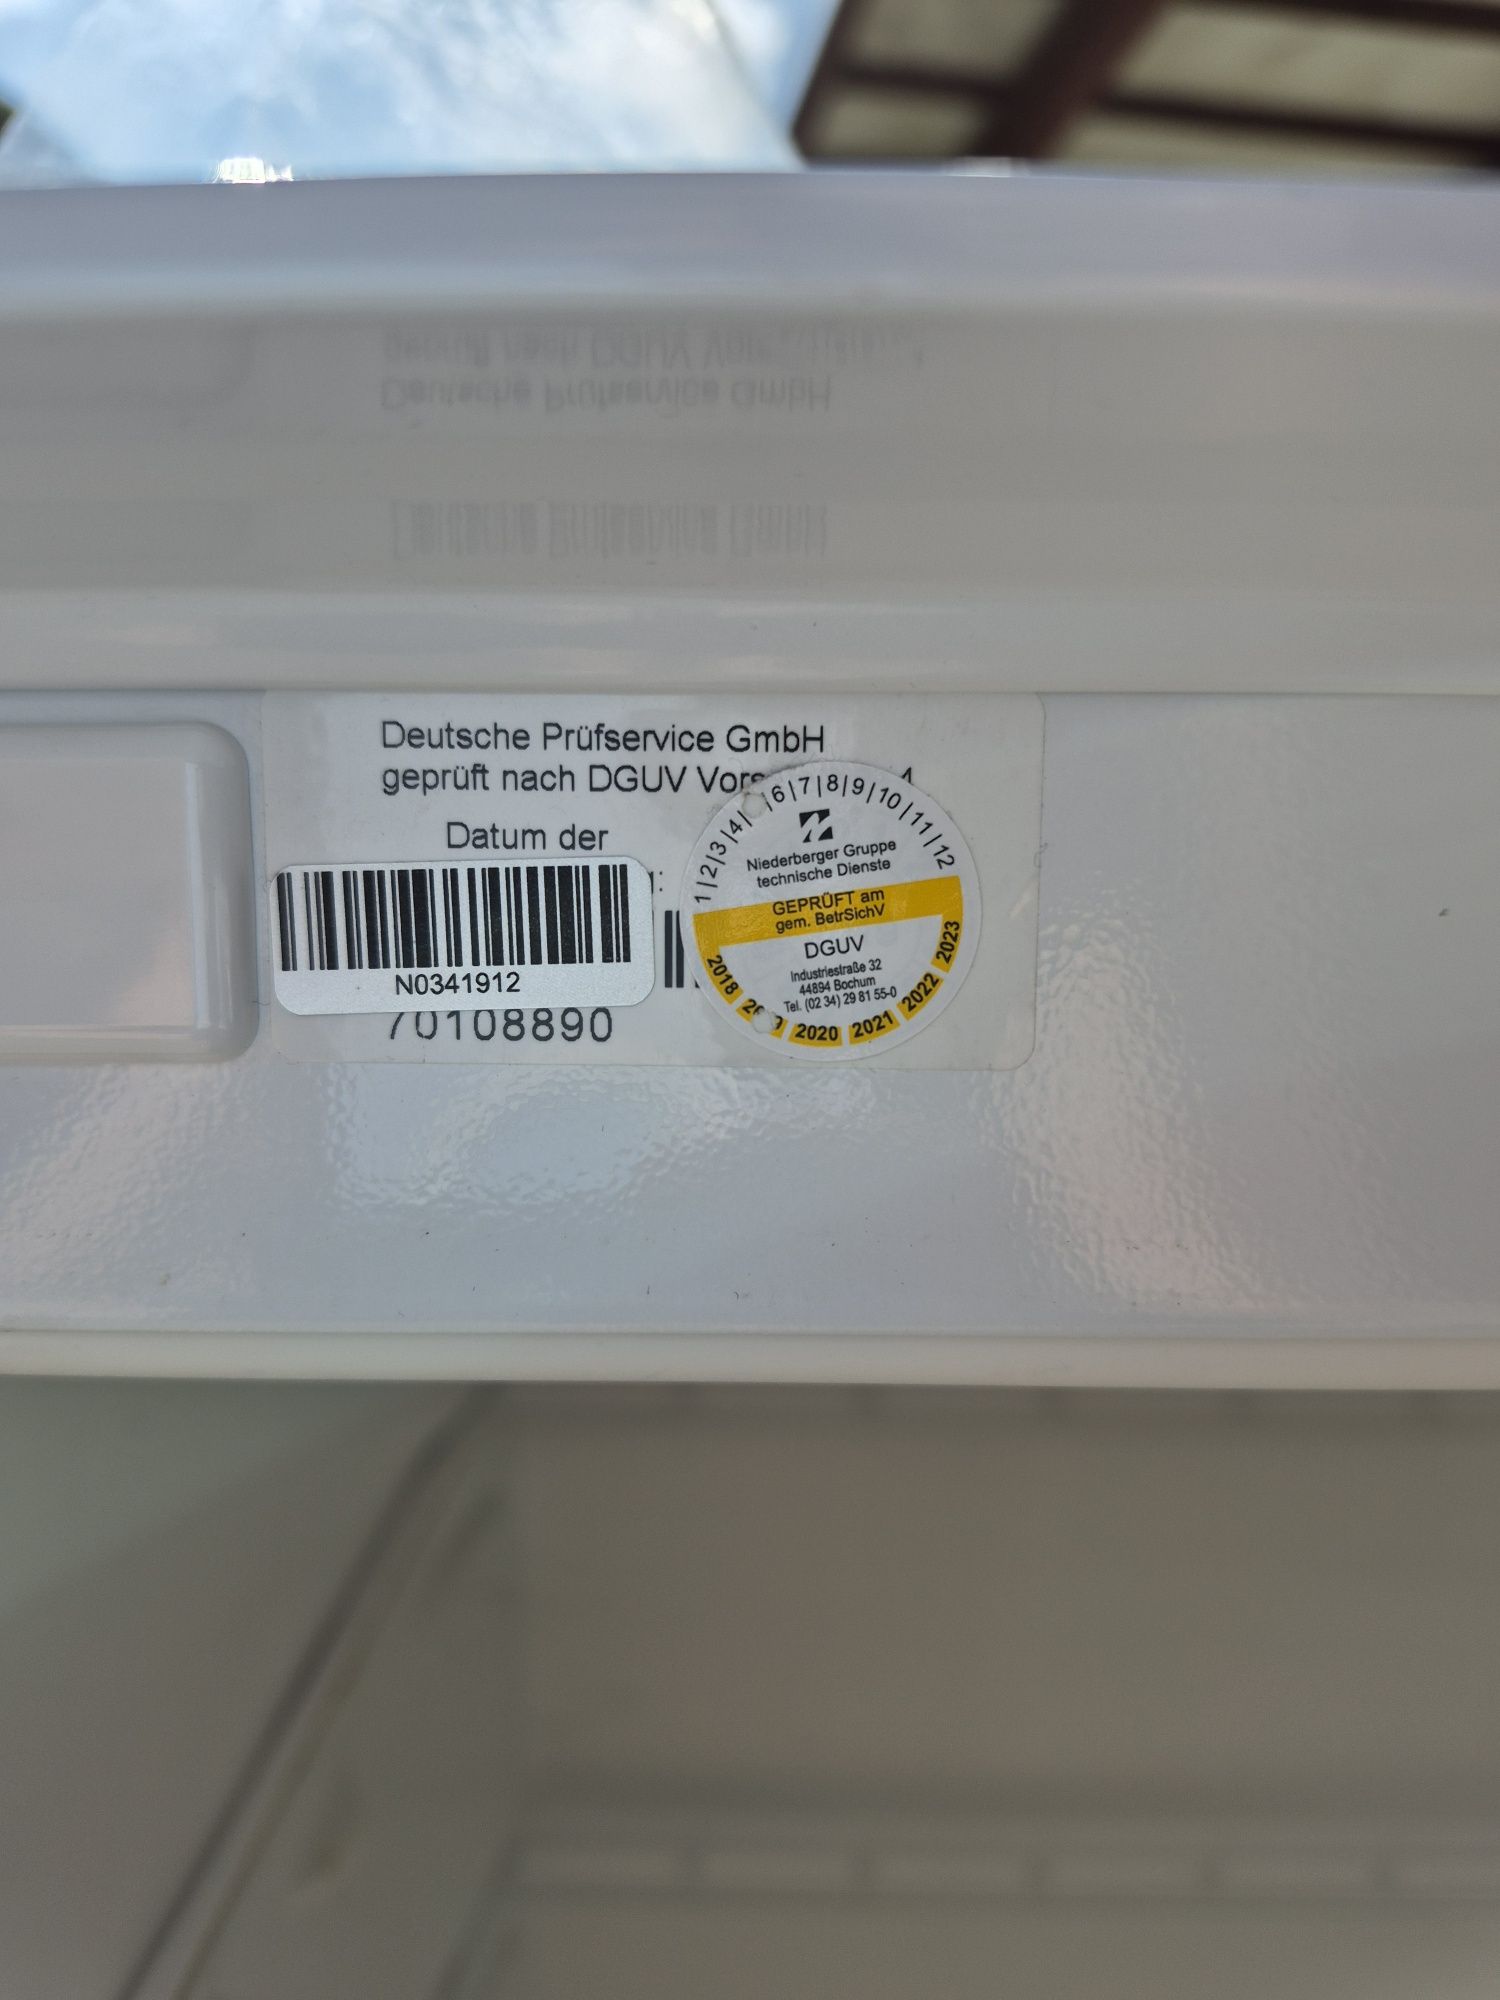 Deutsche Prüfservice GmbH
geprüft nach DGUV
Datum der
N0341912
70108890
1|2|3|4| 6|7|8|9|10|11|12
Niederberger Gruppe
technische Dienste
GEPRÜFT am
gem. BetrSichV
DGUV
Industriestraße 32
44894 Bochum
Tel. (02 34) 29 81 55-0
2018 2020 2021 2022 2023